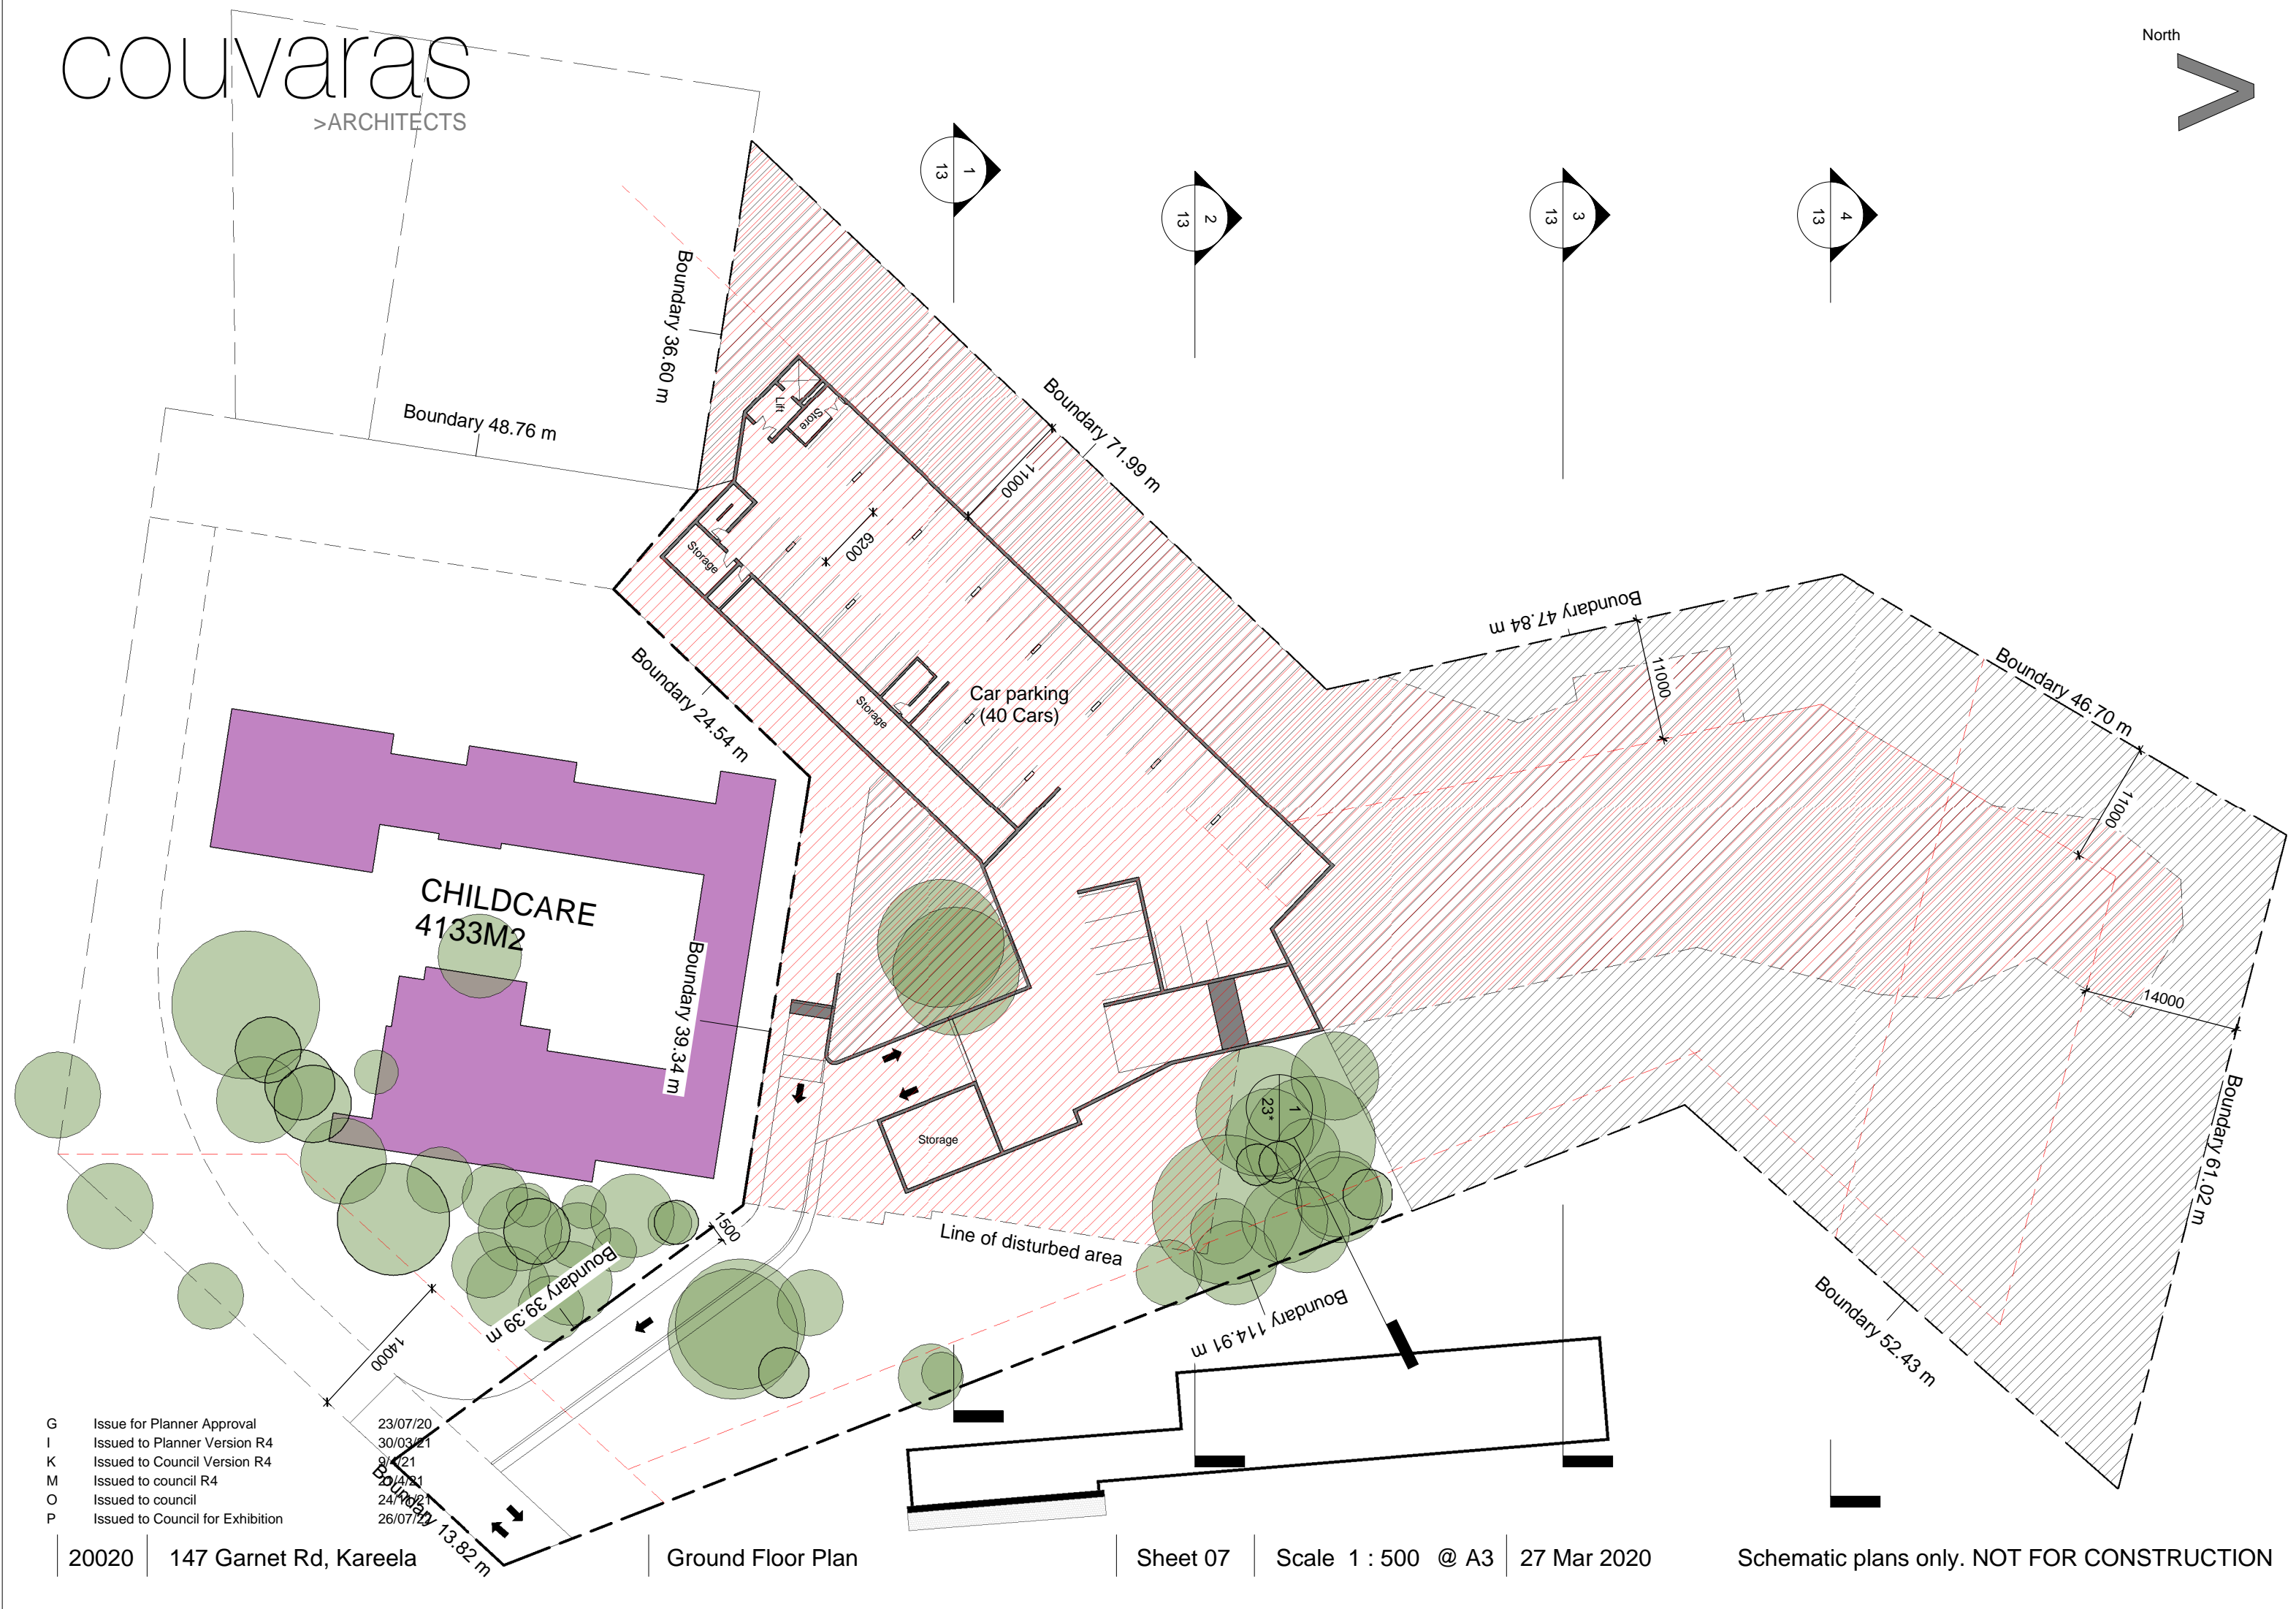 couvaras
>ARCHITECTS
North
1
13
2
13
3
13
4
13
Boundary 36.60 m
Boundary 48.76 m
Boundary 71.99 m
11000
Lift
Store
6200
Storage
Boundary 47.84 m
11000
Boundary 46.70 m
11000
Boundary 24.54 m
Storage
Car parking
(40 Cars)
CHILDCARE
4133M2
Boundary 39.34 m
14000
Boundary 61.02 m
1
23*
Storage
1500
Line of disturbed area
Boundary 39.39 m
Boundary 114.91 m
Boundary 52.43 m
14000
G Issue for Planner Approval 23/07/20
I Issued to Planner Version R4 30/03/21
K Issued to Council Version R4 9/4/21
M Issued to council R4
O Issued to council
P Issued to Council for Exhibition
Boundary 13.82 m
20020 147 Garnet Rd, Kareela Ground Floor Plan Sheet 07 Scale 1 : 500 @ A3 27 Mar 2020 Schematic plans only. NOT FOR CONSTRUCTION